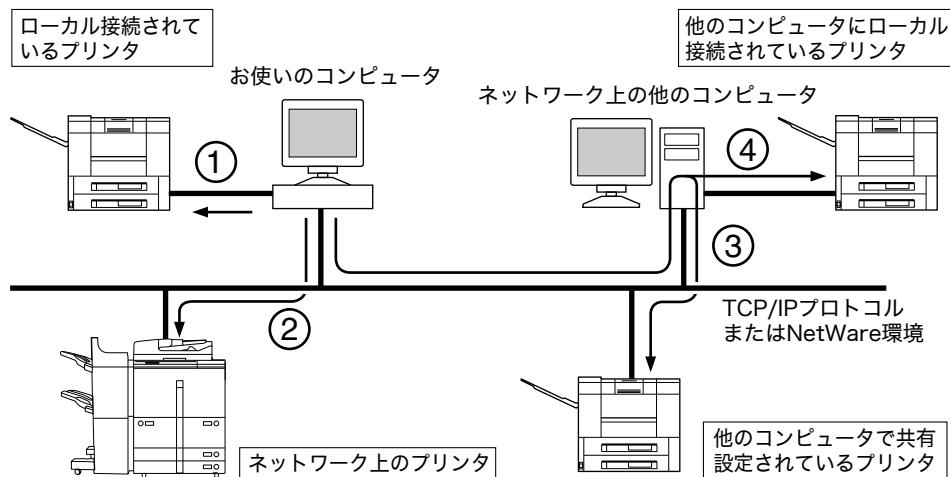 ローカル接続されて
いるプリンタ
他のコンピュータにローカル
接続されているプリンタ
お使いのコンピュータ
ネットワーク上の他のコンピュータ
①
④
③
②
TCP/IPプロトコル
またはNetWare環境
ネットワーク上のプリンタ
他のコンピュータで共有
設定されているプリンタ